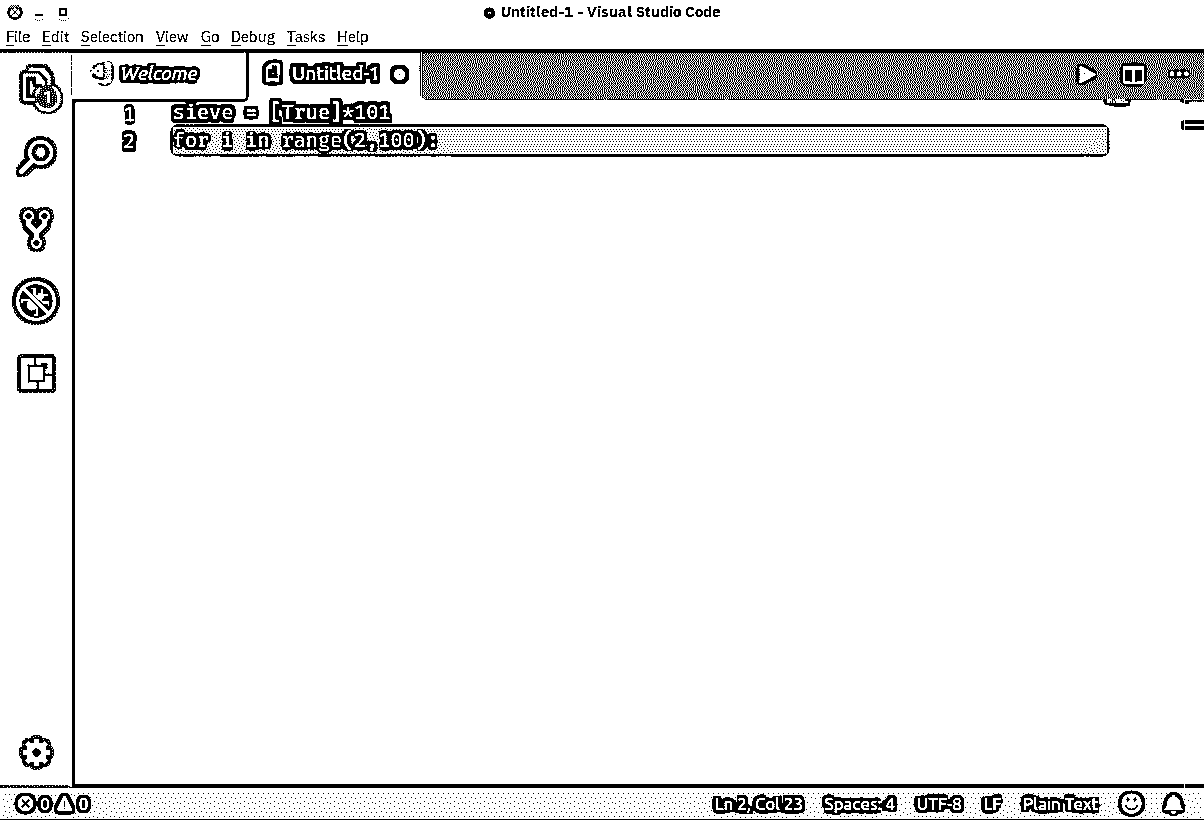 Untitled-1 - Visual Studio Code
File Edit Selection View Go Debug Tasks Help
1
Welcome Untitled-1
1 sieve = [True]*101
2 for i in range(2,100):
0 0 Ln 2, Col 23 Spaces: 4 UTF-8 LF Plain Text